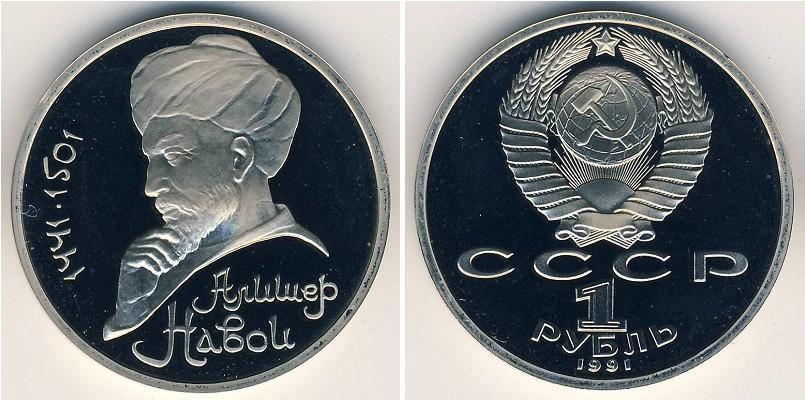 1441·1501
Алишер
Навои
СССР
1
РУБЛЬ
1991